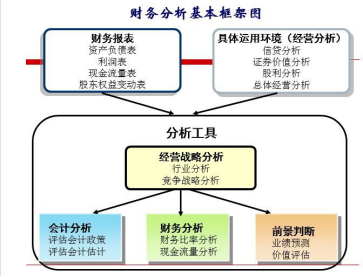 财务分析基本框架图
财务报表
资产负债表
利润表
现金流量表
股东权益变动表
具体运用环境（经营分析）
信贷分析
证券价值分析
股利分析
总体经营分析
分析工具
经营战略分析
行业分析
竞争战略分析
会计分析
评估会计政策
评估会计估计
财务分析
财务比率分析
现金流量分析
前景判断
业绩预测
价值评估